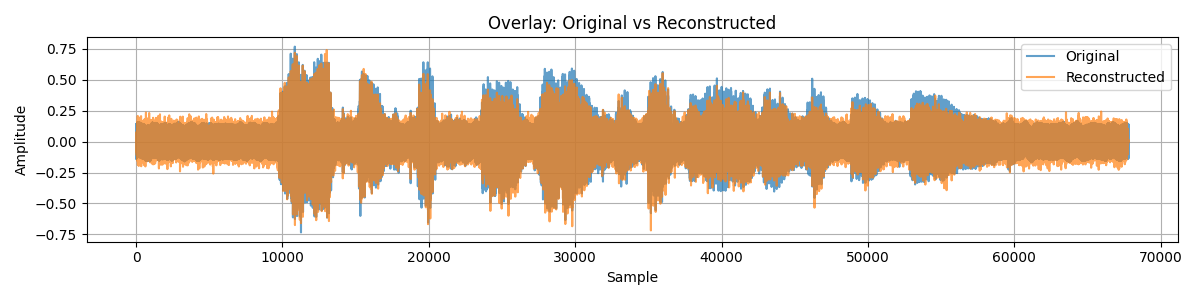 Overlay: Original vs Reconstructed
Original
Reconstructed
Amplitude
0.75
0.50
0.25
0.00
−0.25
−0.50
−0.75
0 10000 20000 30000 40000 50000 60000 70000
Sample